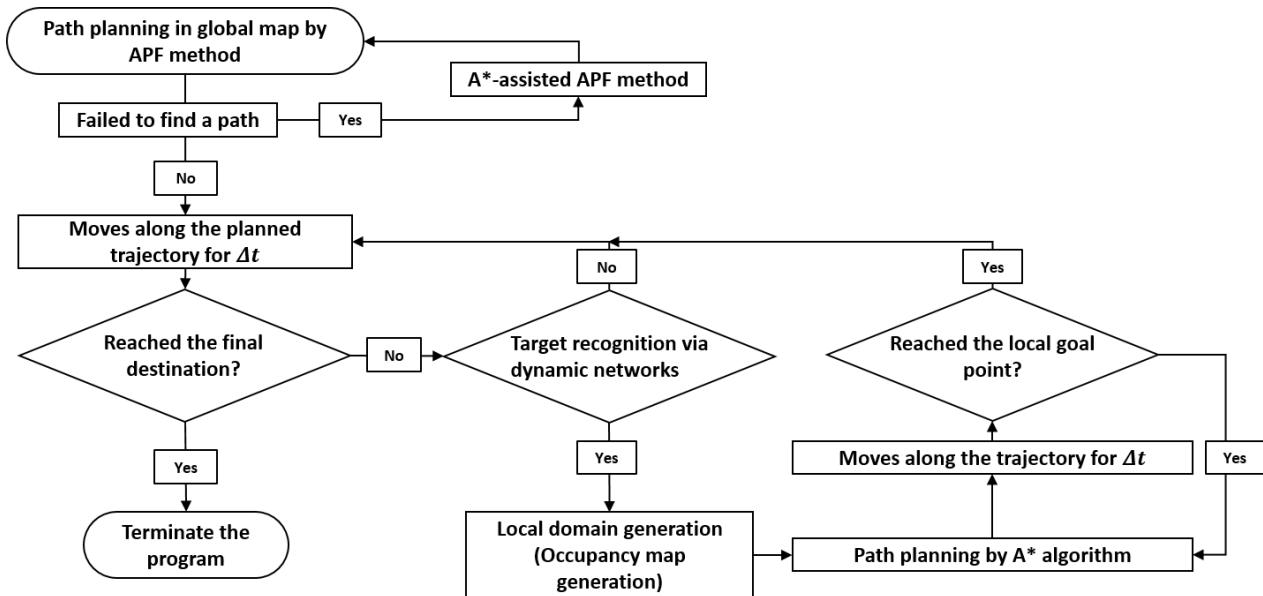 Path planning in global map by
APF method
A*-assisted APF method
Failed to find a path
Yes
No
Moves along the planned
trajectory for Δt
No
Yes
Reached the final
destination?
No
Target recognition via
dynamic networks
Reached the local goal
point?
Yes
Yes
Moves along the trajectory for Δt
Yes
Terminate the
program
Local domain generation
(Occupancy map
generation)
Path planning by A* algorithm